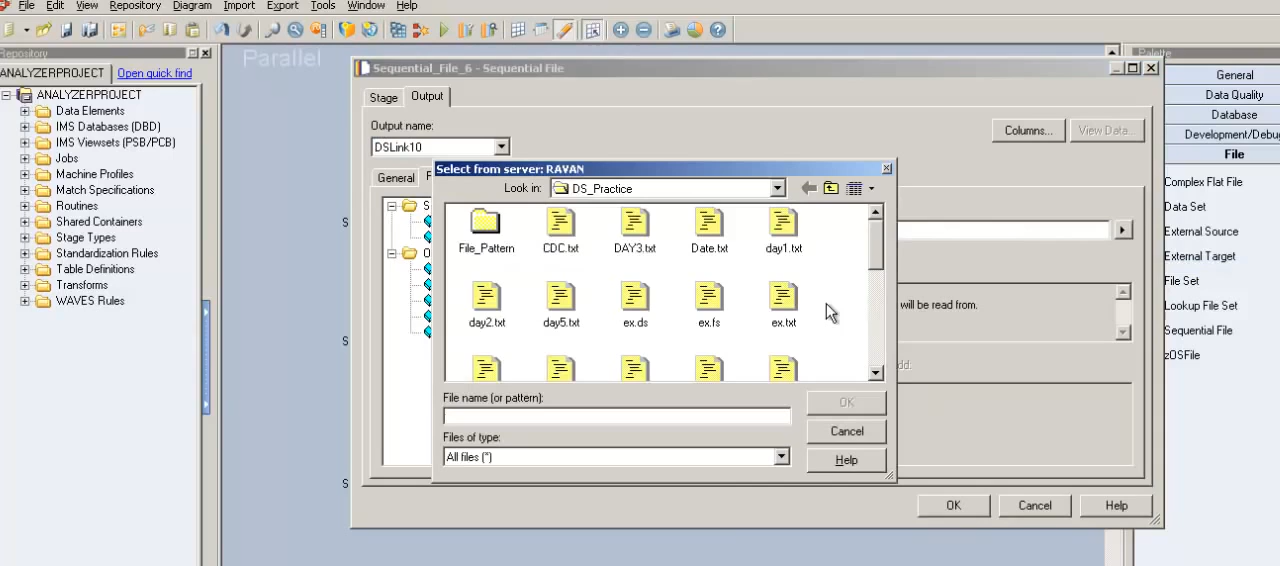 File Edit View Repository Diagram Import Export Tools Window Help
Repository
ANALYZERPROJECT Open quick find
ANALYZERPROJECT
Data Elements
IMS Databases (DBD)
IMS Viewsets (PSB/PCB)
Jobs
Machine Profiles
Match Specifications
Routines
Shared Containers
Stage Types
Standardization Rules
Table Definitions
Transforms
WAVES Rules
Parallel
Sequential_File_6 - Sequential File
Stage Output
Output name:
DSLink10
Columns... View Data...
General
Select from server: RAVAN
Look in: DS_Practice
File_Pattern CDC.txt DAY3.txt Date.txt day1.txt
day2.txt day5.txt ex.ds ex.fs ex.txt
File name (or pattern):
Files of type:
All files (*)
OK
Cancel
Help
S
O
will be read from.
dd:
S
S
S
OK Cancel Help
Palette
General
Data Quality
Database
Development/Debug
File
Complex Flat File
Data Set
External Source
External Target
File Set
Lookup File Set
Sequential File
zOSFile